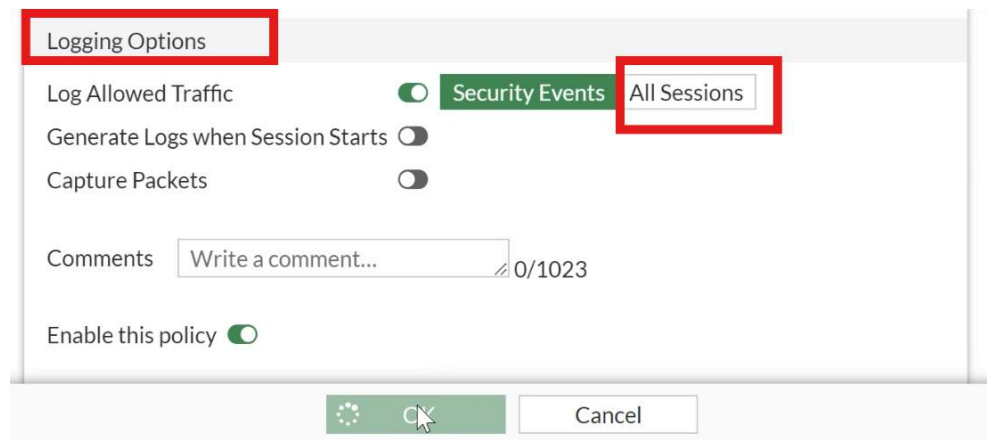 Logging Options
Log Allowed Traffic Security Events All Sessions
Generate Logs when Session Starts
Capture Packets
Comments Write a comment... 0/1023
Enable this policy
OK Cancel